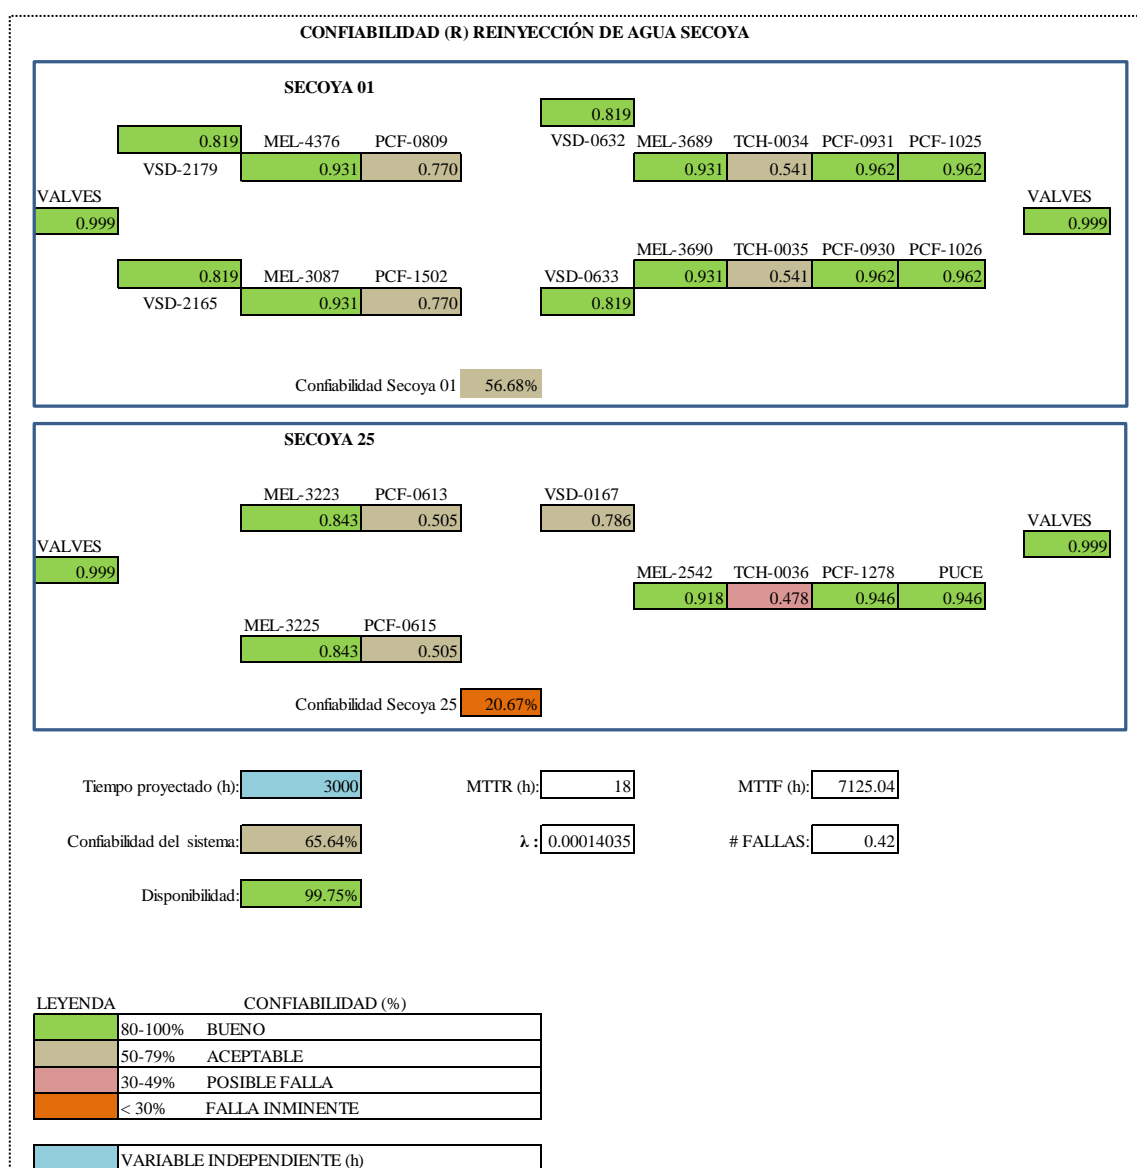 CONFIABILIDAD (R) REINYECCIÓN DE AGUA SECOYA
SECOYA 01
0.819
0.819 MEL-4376 PCF-0809 VSD-0632 MEL-3689 TCH-0034 PCF-0931 PCF-1025
VSD-2179 0.931 0.770 0.931 0.541 0.962 0.962
VALVES VALVES
0.999 0.999
MEL-3690 TCH-0035 PCF-0930 PCF-1026
0.819 MEL-3087 PCF-1502 VSD-0633 0.931 0.541 0.962 0.962
VSD-2165 0.931 0.770 0.819
Confiabilidad Secoya 01 56.68%
SECOYA 25
MEL-3223 PCF-0613 VSD-0167
0.843 0.505 0.786 VALVES
VALVES 0.999
0.999 MEL-2542 TCH-0036 PCF-1278 PUCE
0.918 0.478 0.946 0.946
MEL-3225 PCF-0615
0.843 0.505
Confiabilidad Secoya 25 20.67%
Tiempo proyectado (h): 3000 MTTR (h): 18 MTTF (h): 7125.04
Confiabilidad del sistema: 65.64% λ : 0.00014035 # FALLAS: 0.42
Disponibilidad: 99.75%
LEYENDA CONFIABILIDAD (%)
80-100% BUENO
50-79% ACEPTABLE
30-49% POSIBLE FALLA
< 30% FALLA INMINENTE
VARIABLE INDEPENDIENTE (h)